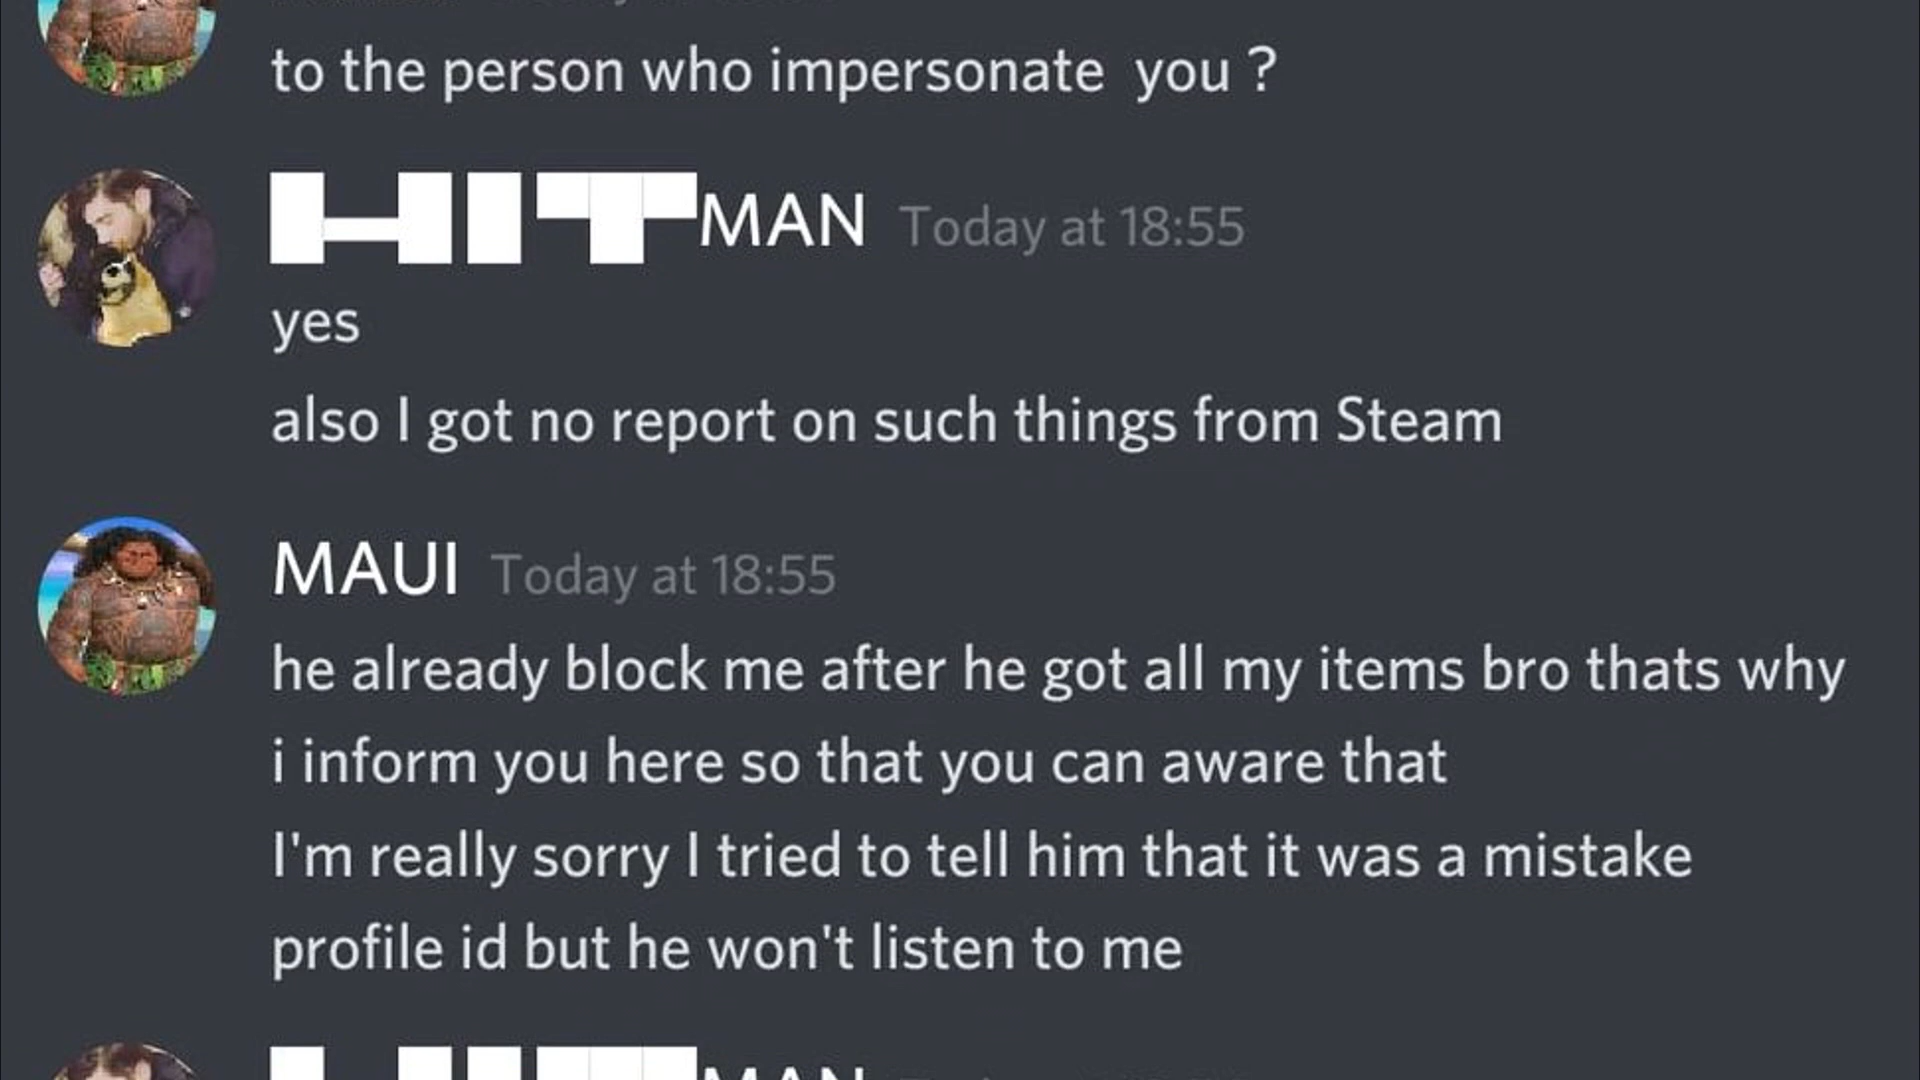 to the person who impersonate  you ?
HITMAN Today at 18:55
yes
also I got no report on such things from Steam
MAUI Today at 18:55
he already block me after he got all my items bro thats why
i inform you here so that you can aware that
I'm really sorry I tried to tell him that it was a mistake
profile id but he won't listen to me